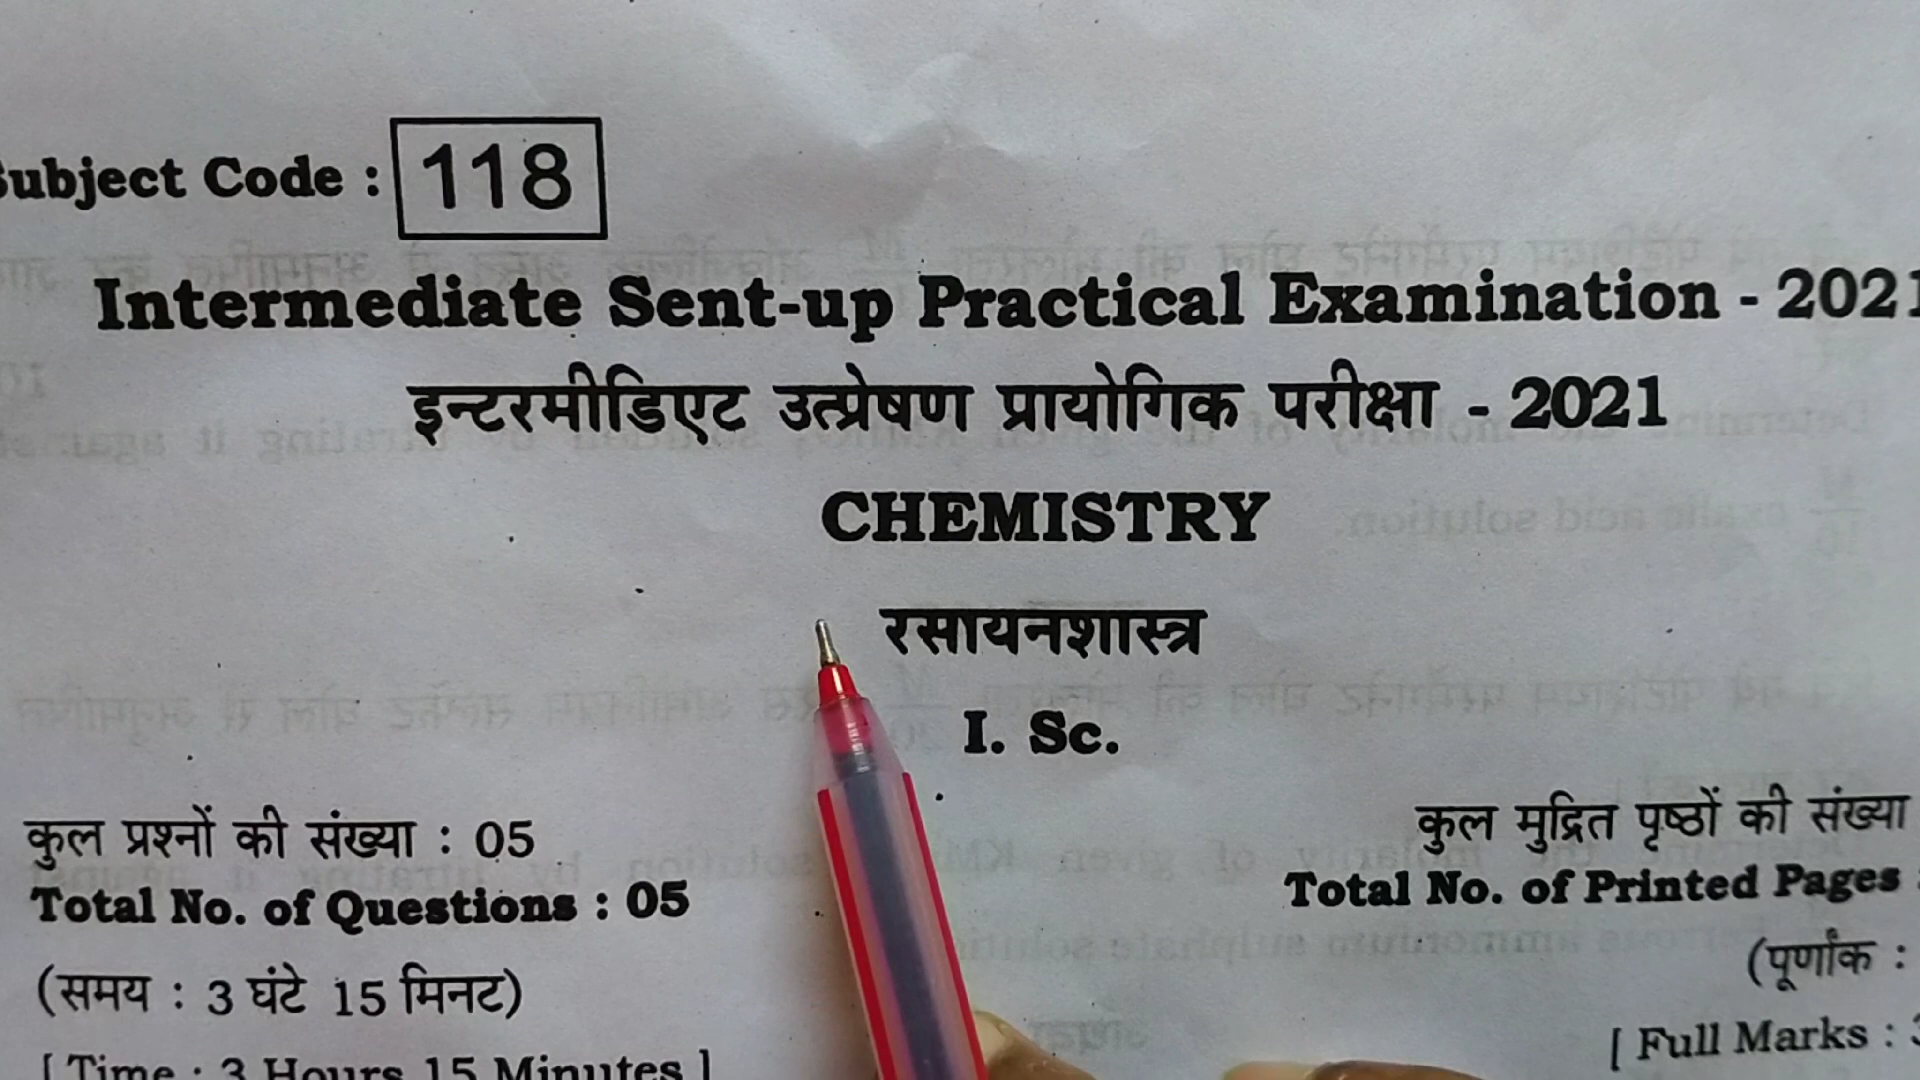 Subject Code : 118
Intermediate Sent-up Practical Examination - 2021
इन्टरमीडिएट उत्प्रेषण प्रायोगिक परीक्षा - 2021
CHEMISTRY
रसायनशास्त्र
I. Sc.
कुल प्रश्नों की संख्या : 05
कुल मुद्रित पृष्ठों की संख्या
Total No. of Questions : 05
Total No. of Printed Pages
(समय : 3 घंटे 15 मिनट)
(पूर्णांक :
[ Time : 3 Hours 15 Minutes ]
[ Full Marks :